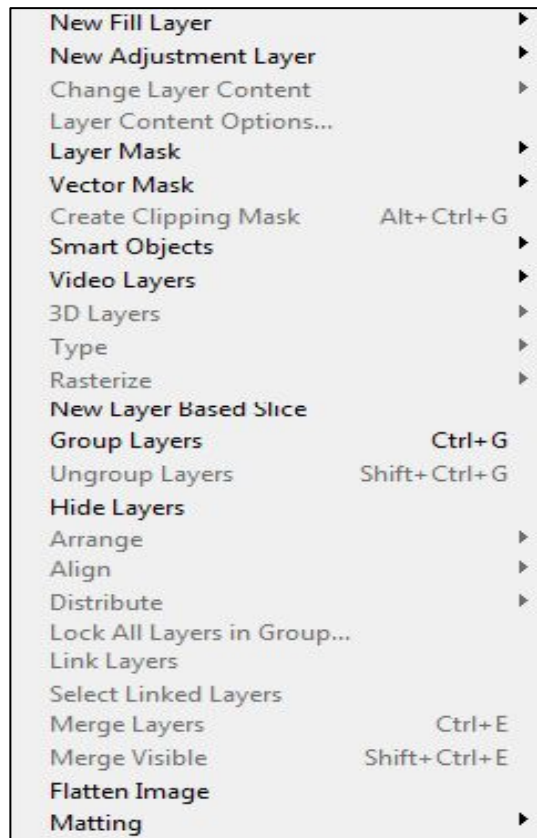 New Fill Layer
New Adjustment Layer
Change Layer Content
Layer Content Options...
Layer Mask
Vector Mask
Create Clipping Mask Alt+Ctrl+G
Smart Objects
Video Layers
3D Layers
Type
Rasterize
New Layer Based Slice
Group Layers Ctrl+G
Ungroup Layers Shift+Ctrl+G
Hide Layers
Arrange
Align
Distribute
Lock All Layers in Group...
Link Layers
Select Linked Layers
Merge Layers Ctrl+E
Merge Visible Shift+Ctrl+E
Flatten Image
Matting